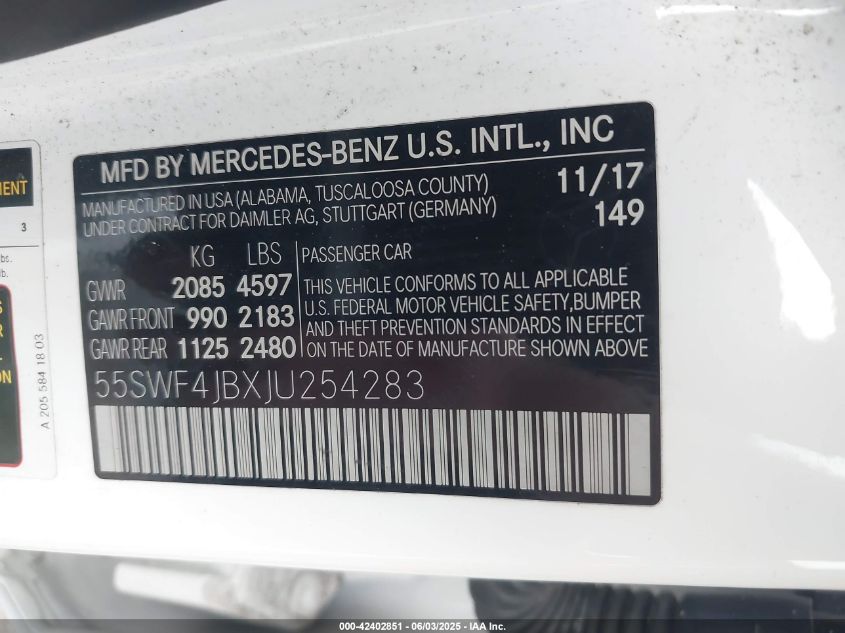 MFD BY MERCEDES-BENZ U.S. INTL., INC
MANUFACTURED IN USA (ALABAMA, TUSCALOOSA COUNTY) 11/17
UNDER CONTRACT FOR DAIMLER AG, STUTTGART (GERMANY) 149
KG LBS
GVWR 2085 4597
GAWR FRONT 990 2183
GAWR REAR 1125 2480
PASSENGER CAR
THIS VEHICLE CONFORMS TO ALL APPLICABLE
U.S. FEDERAL MOTOR VEHICLE SAFETY,BUMPER
AND THEFT PREVENTION STANDARDS IN EFFECT
ON THE DATE OF MANUFACTURE SHOWN ABOVE
55SWF4JBXJU254283
3
lbs.
lb.
A 205 584 18 03
000-42402851 - 06/03/2025 - IAA Inc.